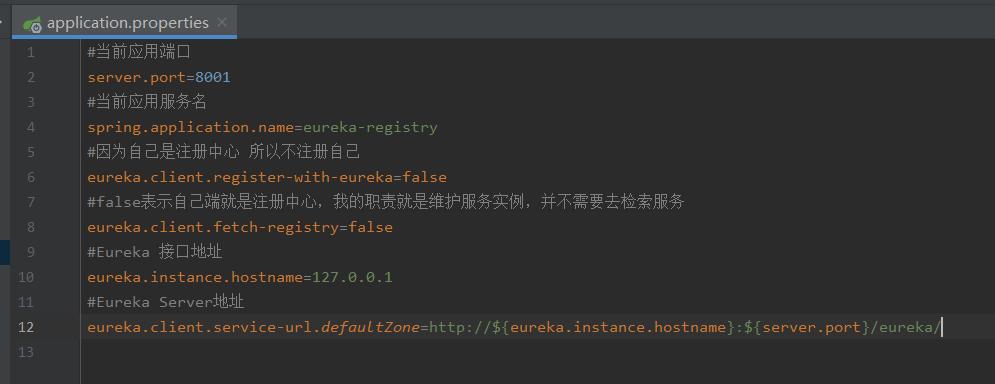 application.properties
1 #当前应用端口
2 server.port=8001
3 #当前应用服务名
4 spring.application.name=eureka-registry
5 #因为自己是注册中心 所以不注册自己
6 eureka.client.register-with-eureka=false
7 #false表示自己端就是注册中心，我的职责就是维护服务实例，并不需要去检索服务
8 eureka.client.fetch-registry=false
9 #Eureka 接口地址
10 eureka.instance.hostname=127.0.0.1
11 #Eureka Server地址
12 eureka.client.service-url.defaultZone=http://${eureka.instance.hostname}:${server.port}/eureka/
13